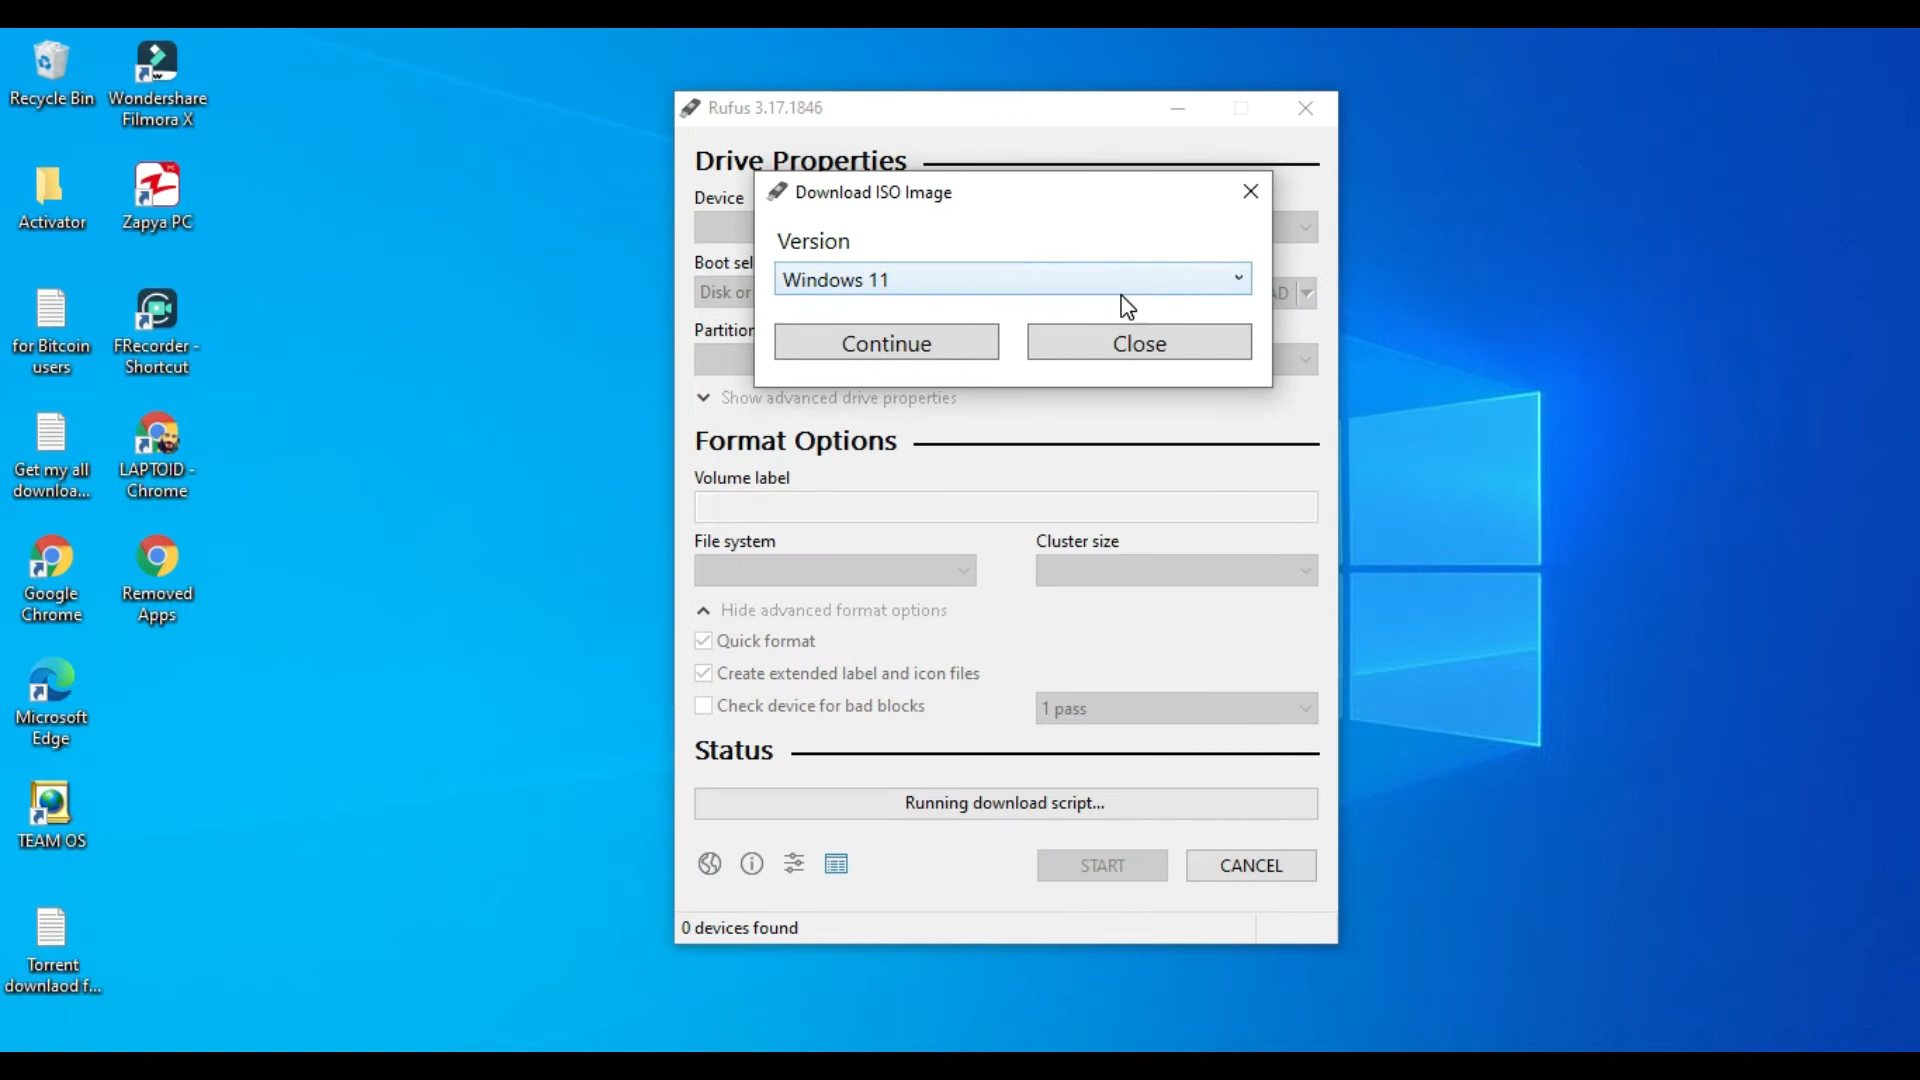 Recycle Bin
Wondershare
Filmora X
Activator
Zapya PC
for Bitcoin
users
FRecorder -
Shortcut
Get my all
downloa...
LAPTOID -
Chrome
Google
Chrome
Removed
Apps
Microsoft
Edge
TEAM OS
Torrent
downlaod f...
Rufus 3.17.1846
Drive Properties
Device
Download ISO Image
Version
Windows 11
Continue
Close
Boot sel
Disk or
AD
Partition
Show advanced drive properties
Format Options
Volume label
File system
Cluster size
Hide advanced format options
Quick format
Create extended label and icon files
Check device for bad blocks
1 pass
Status
Running download script...
START
CANCEL
0 devices found